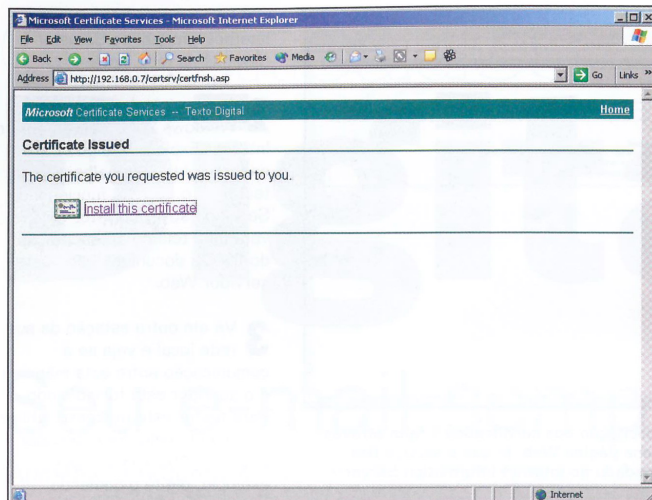 Microsoft Certificate Services - Microsoft Internet Explorer
File Edit View Favorites Tools Help
Back Search Favorites Media
Address http://192.168.0.7/certsrv/certfnsh.asp Go Links »
Microsoft Certificate Services -- Texto Digital Home
Certificate Issued
The certificate you requested was issued to you.
Install this certificate
Internet